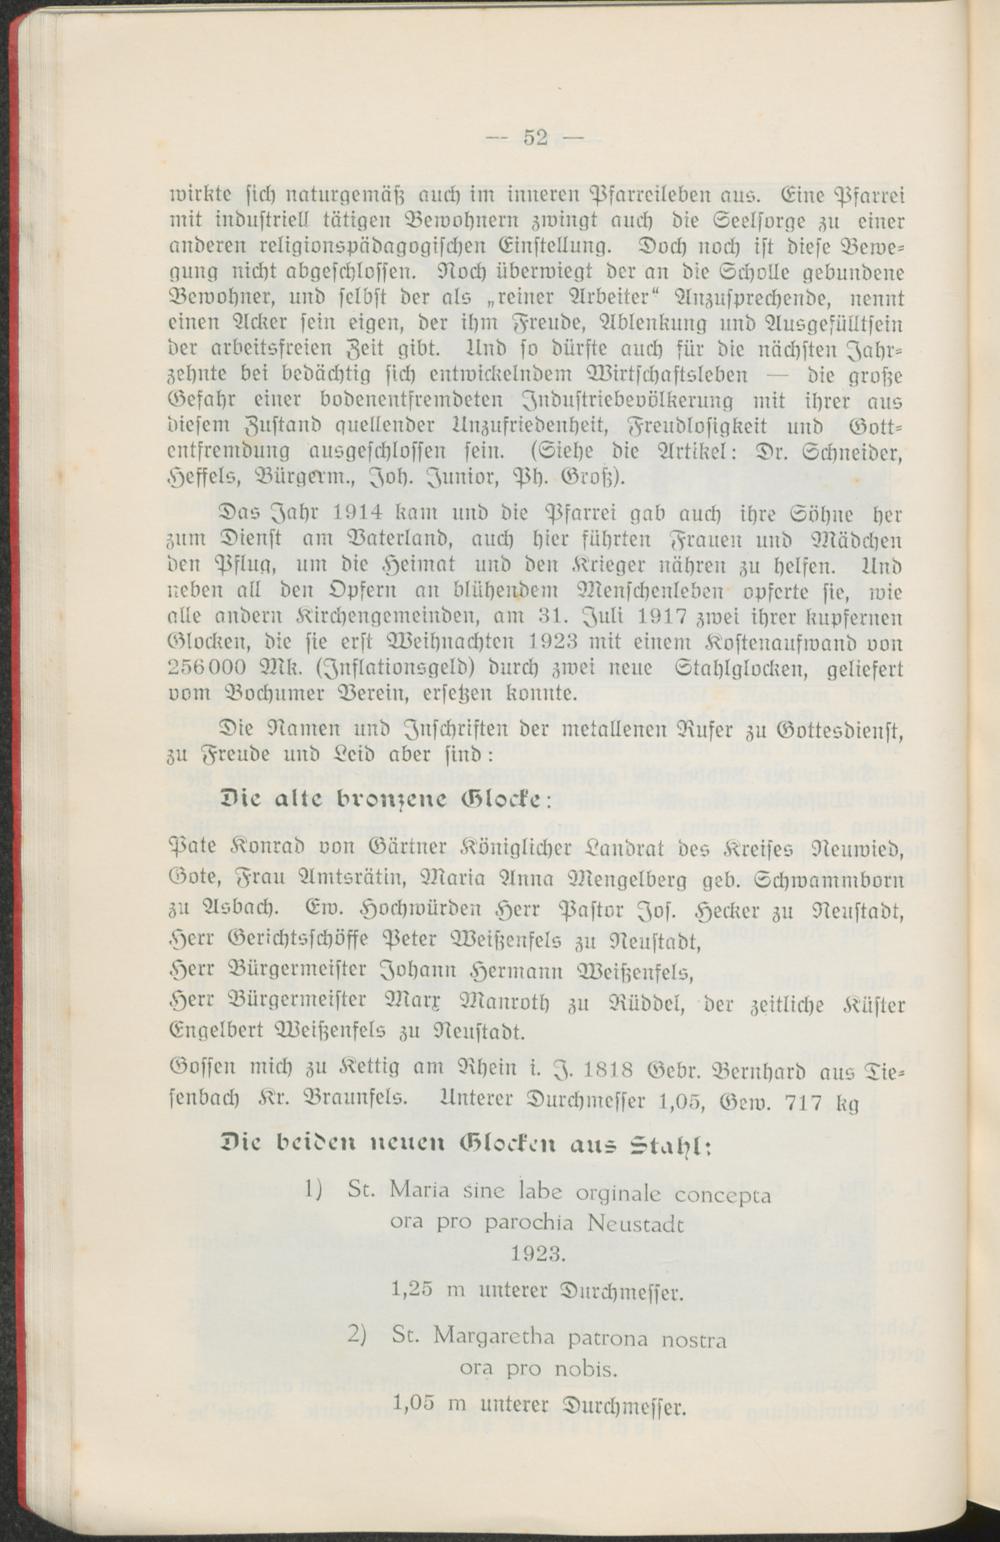 — 52 —
wirkte sich naturgemäß auch im inneren Pfarreileben aus. Eine Pfarrei
mit industriell tätigen Bewohnern zwingt auch die Seelsorge zu einer
anderen religionspädagogischen Einstellung. Doch noch ist diese Bewe-
gung nicht abgeschlossen. Noch überwiegt der an die Scholle gebundene
Bewohner, und selbst der als „reiner Arbeiter“ Anzusprechende, nennt
einen Acker sein eigen, der ihm Freude, Ablenkung und Ausgefülltsein
der arbeitsfreien Zeit gibt. Und so dürfte auch für die nächsten Jahr-
zehnte bei bedächtig sich entwickelndem Wirtschaftsleben — die große
Gefahr einer bodenentfremdeten Industriebevölkerung mit ihrer aus
diesem Zustand quellender Unzufriedenheit, Freudlosigkeit und Gott-
entfremdung ausgeschlossen sein. (Siehe die Artikel: Dr. Schneider,
Heffels, Bürgerm., Joh. Junior, Ph. Groß).
Das Jahr 1914 kam und die Pfarrei gab auch ihre Söhne her
zum Dienst am Vaterland, auch hier führten Frauen und Mädchen
den Pflug, um die Heimat und den Krieger nähren zu helfen. Und
neben all den Opfern an blühendem Menschenleben opferte sie, wie
alle andern Kirchengemeinden, am 31. Juli 1917 zwei ihrer kupfernen
Glocken, die sie erst Weihnachten 1923 mit einem Kostenaufwand von
256000 Mk. (Inflationsgeld) durch zwei neue Stahlglocken, geliefert
vom Bochumer Verein, ersetzen konnte.
Die Namen und Inschriften der metallenen Rufer zu Gottesdienst,
zu Freude und Leid aber sind:
Die alte bronzene Glocke:
Pate Konrad von Gärtner Königlicher Landrat des Kreises Neuwied,
Gote, Frau Amtsrätin, Maria Anna Mengelberg geb. Schwammborn
zu Asbach. Ew. Hochwürden Herr Pastor Jos. Hecker zu Neustadt,
Herr Gerichtsschöffe Peter Weißenfels zu Neustadt,
Herr Bürgermeister Johann Hermann Weißenfels,
Herr Bürgermeister Marx Manroth zu Rüddel, der zeitliche Küster
Engelbert Weißenfels zu Neustadt.
Gossen mich zu Kettig am Rhein i. J. 1818 Gebr. Bernhard aus Tie-
fenbach Kr. Braunfels. Unterer Durchmesser 1,05, Gew. 717 kg
Die beiden neuen Glocken aus Stahl:
1) St. Maria sine labe orginale concepta
ora pro parochia Neustadt
1923.
1,25 m unterer Durchmesser.
2) St. Margaretha patrona nostra
ora pro nobis.
1,05 m unterer Durchmesser.